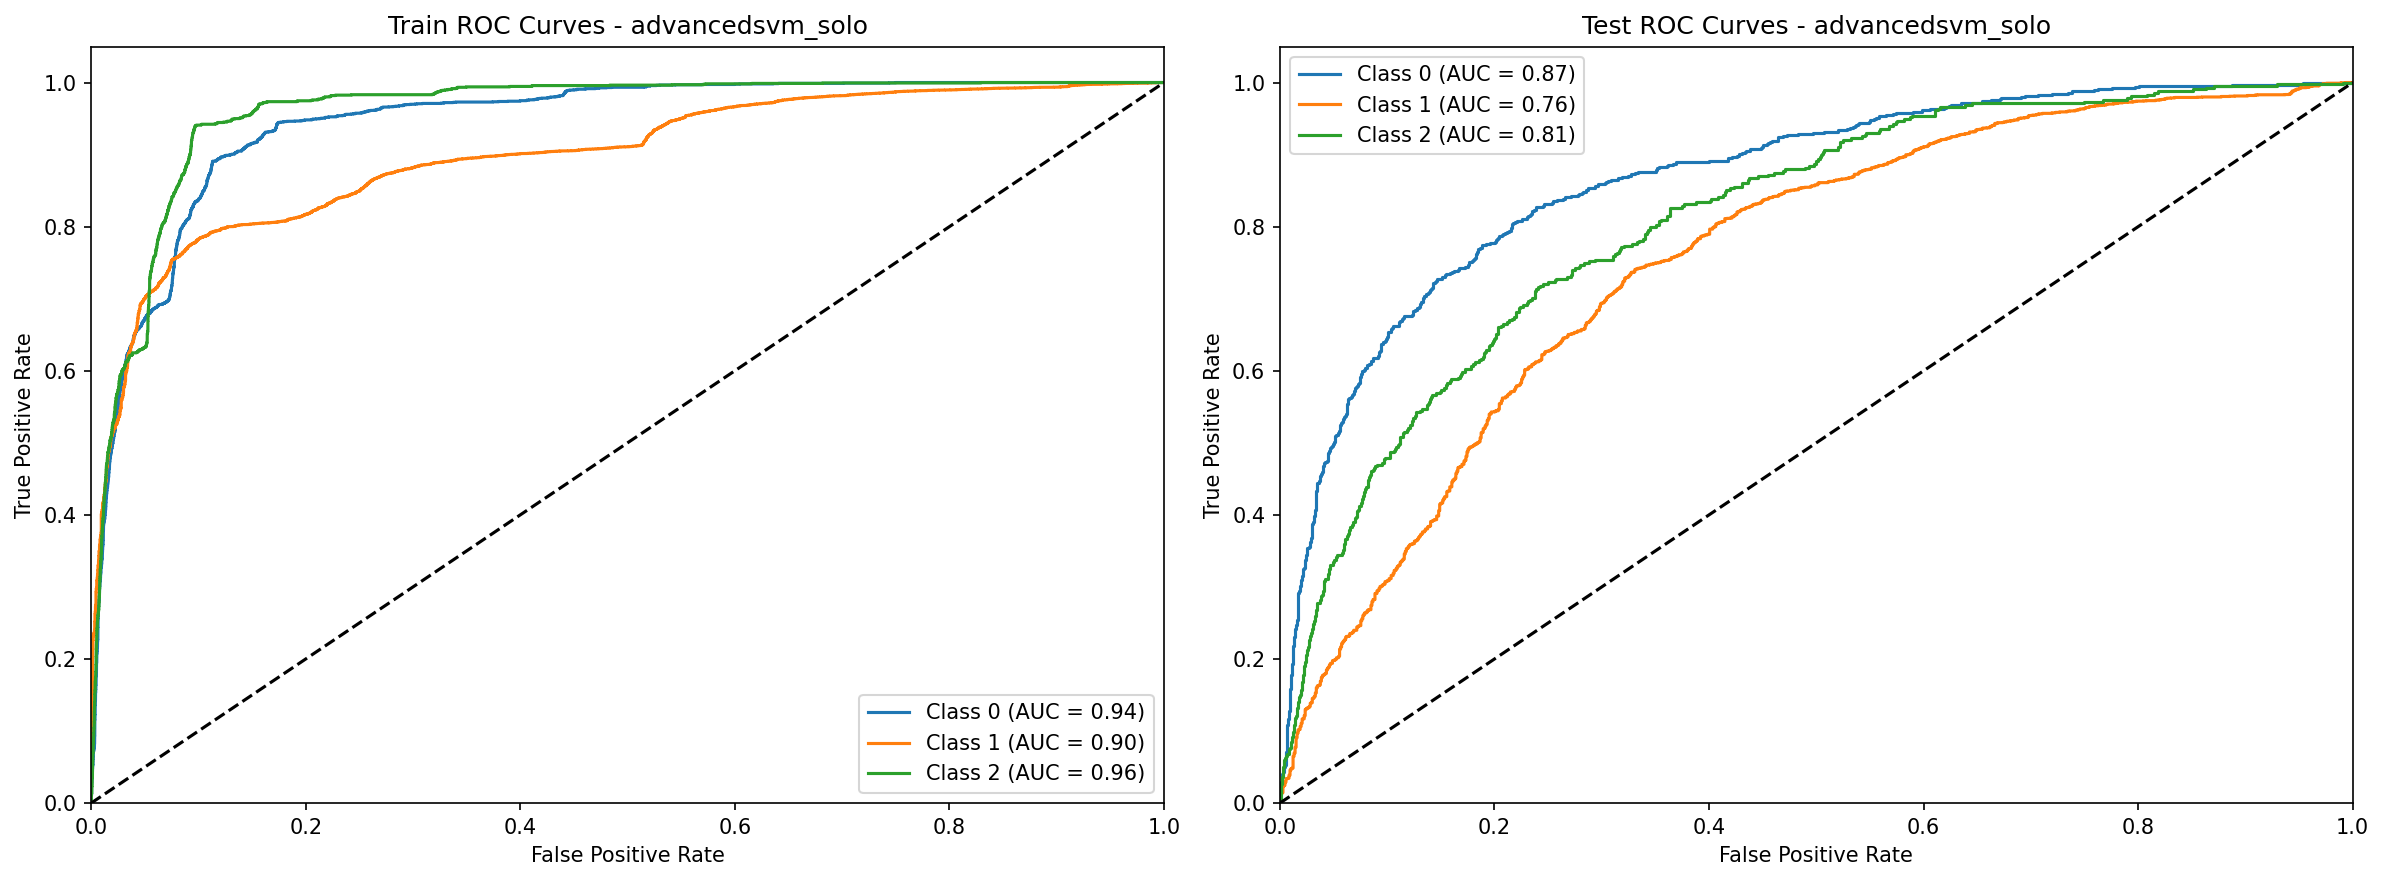 Train ROC Curves - advancedsvm_solo
True Positive Rate
1.0
0.8
0.6
0.4
0.2
0.0
Class 0 (AUC = 0.94)
Class 1 (AUC = 0.90)
Class 2 (AUC = 0.96)
0.0 0.2 0.4 0.6 0.8 1.0
False Positive Rate
Test ROC Curves - advancedsvm_solo
Class 0 (AUC = 0.87)
Class 1 (AUC = 0.76)
Class 2 (AUC = 0.81)
True Positive Rate
1.0
0.8
0.6
0.4
0.2
0.0
0.0 0.2 0.4 0.6 0.8 1.0
False Positive Rate